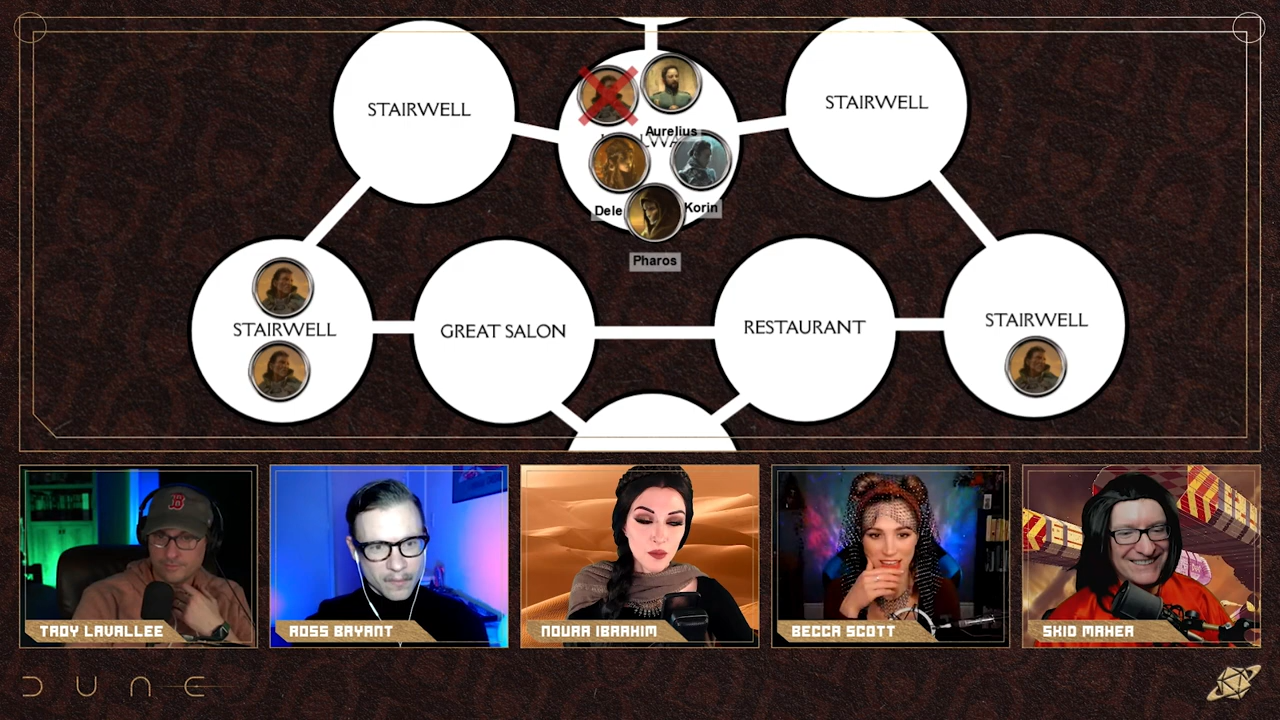 STAIRWELL
STAIRWELL
Aurelius
Dele
Korin
Pharos
STAIRWELL
GREAT SALON
RESTAURANT
STAIRWELL
B
TROY LAVALLEE
ROSS BRYANT
NOURA IBRAHIM
BECCA SCOTT
SKID MAHER
DUNE